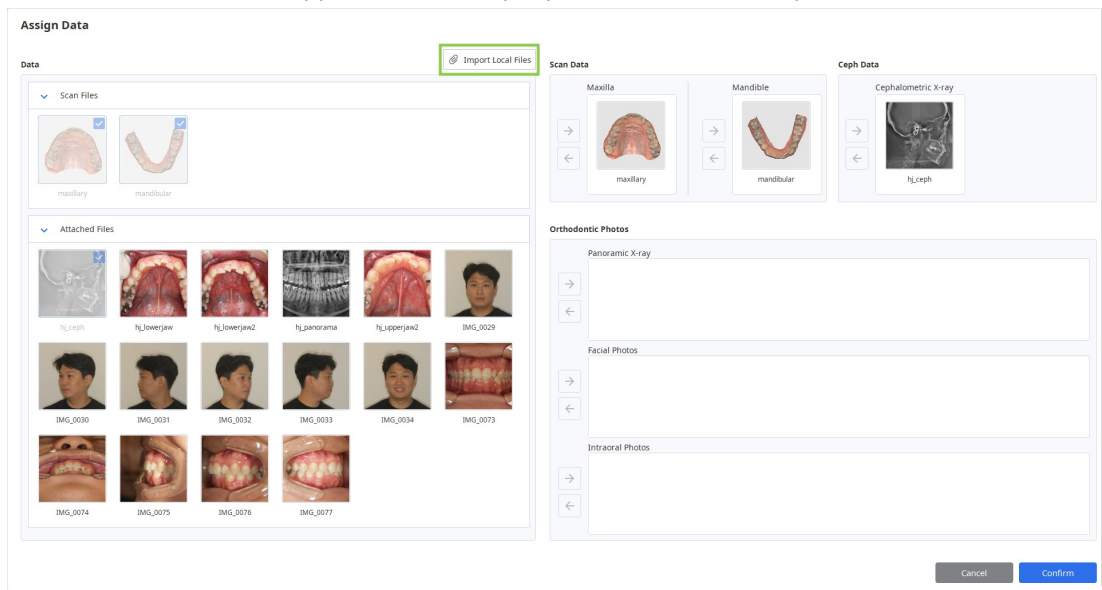 Assign Data
Data
Import Local Files
Scan Files
maxillary
mandibular
Attached Files
hj_ceph
hj_lowerjaw
hj_lowerjaw2
hj_panorama
hj_upperjaw2
IMG_0029
IMG_0030
IMG_0031
IMG_0032
IMG_0033
IMG_0034
IMG_0073
IMG_0074
IMG_0075
IMG_0076
IMG_0077
Scan Data
Maxilla
maxillary
Mandible
mandibular
Ceph Data
Cephalometric X-ray
hj_ceph
Orthodontic Photos
Panoramic X-ray
Facial Photos
Intraoral Photos
Cancel
Confirm